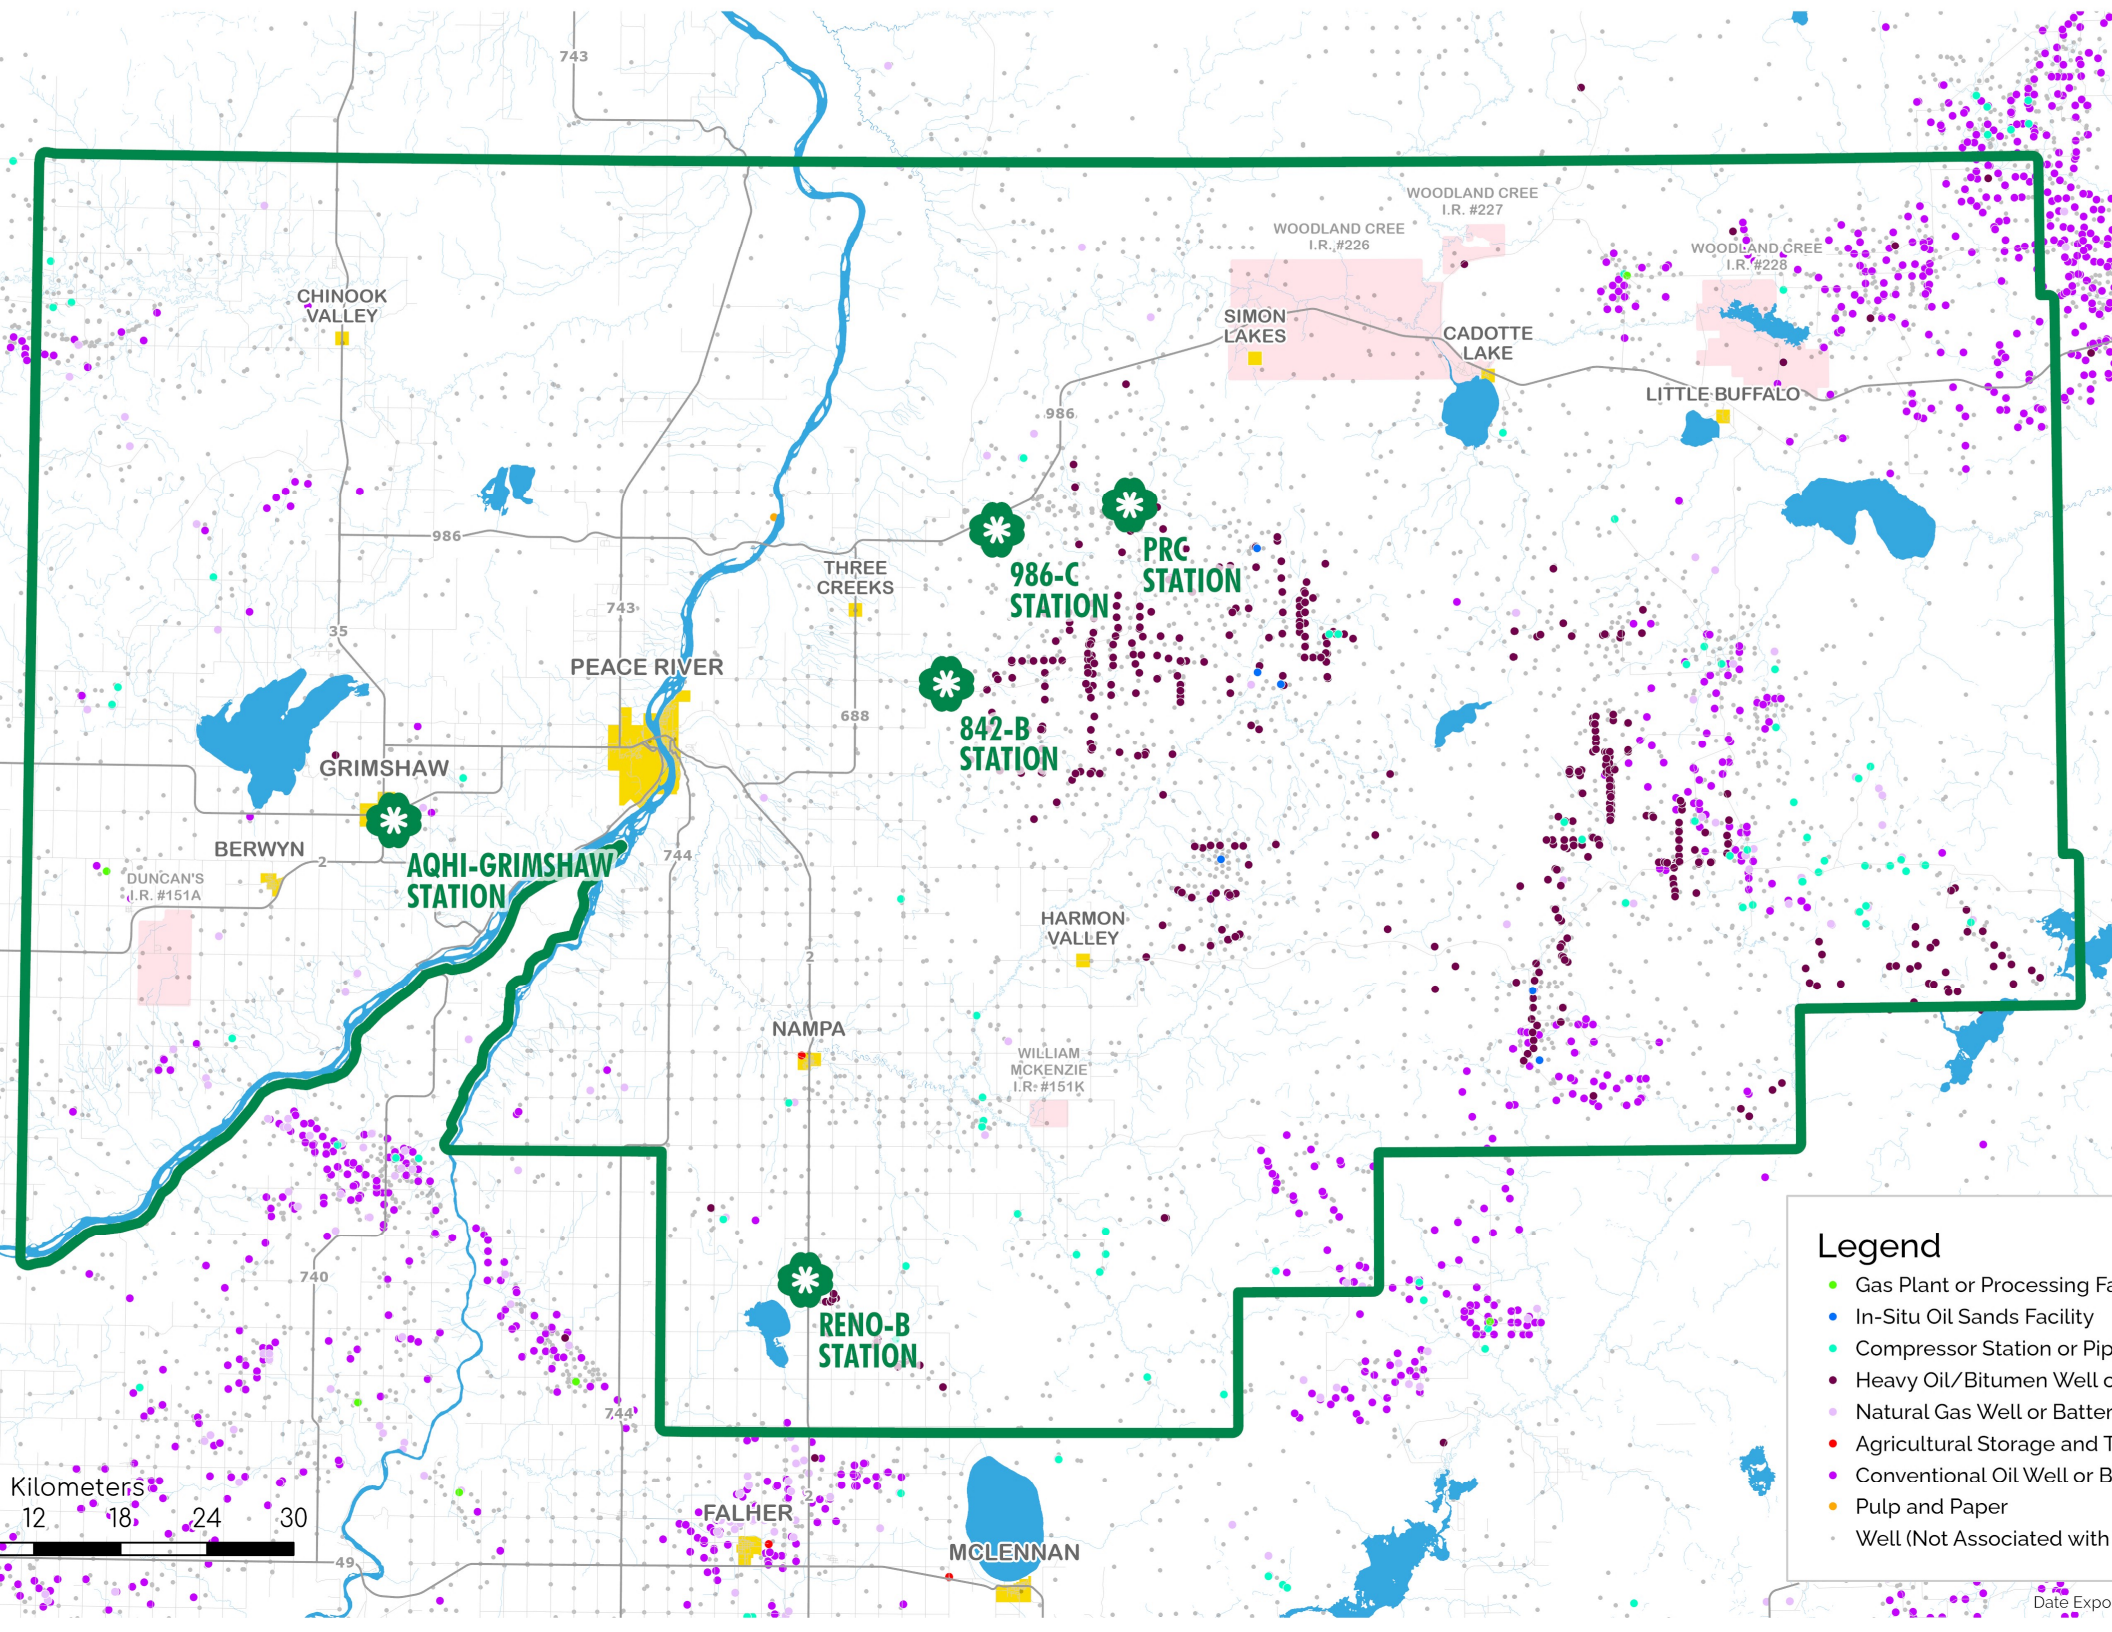 743
WOODLAND CREE
I.R. #227
WOODLAND CREE
I.R. #226
WOODLAND CREE
I.R. #228
CHINOOK
VALLEY
SIMON
LAKES
CADOTTE
LAKE
LITTLE BUFFALO
986
986
PRC
STATION
986-C
STATION
THREE
CREEKS
743
35
PEACE RIVER
688
842-B
STATION
GRIMSHAW
BERWYN
2
AQHI-GRIMSHAW
STATION
744
DUNCAN'S
I.R. #151A
HARMON
VALLEY
2
NAMPA
WILLIAM
MCKENZIE
I.R. #151K
740
RENO-B
STATION
744
2
FALHER
MCLENNAN
49
Kilometers
12 18 24 30
Legend
Gas Plant or Processing Fa
In-Situ Oil Sands Facility
Compressor Station or Pip
Heavy Oil/Bitumen Well o
Natural Gas Well or Batter
Agricultural Storage and T
Conventional Oil Well or B
Pulp and Paper
Well (Not Associated with
Date Expo